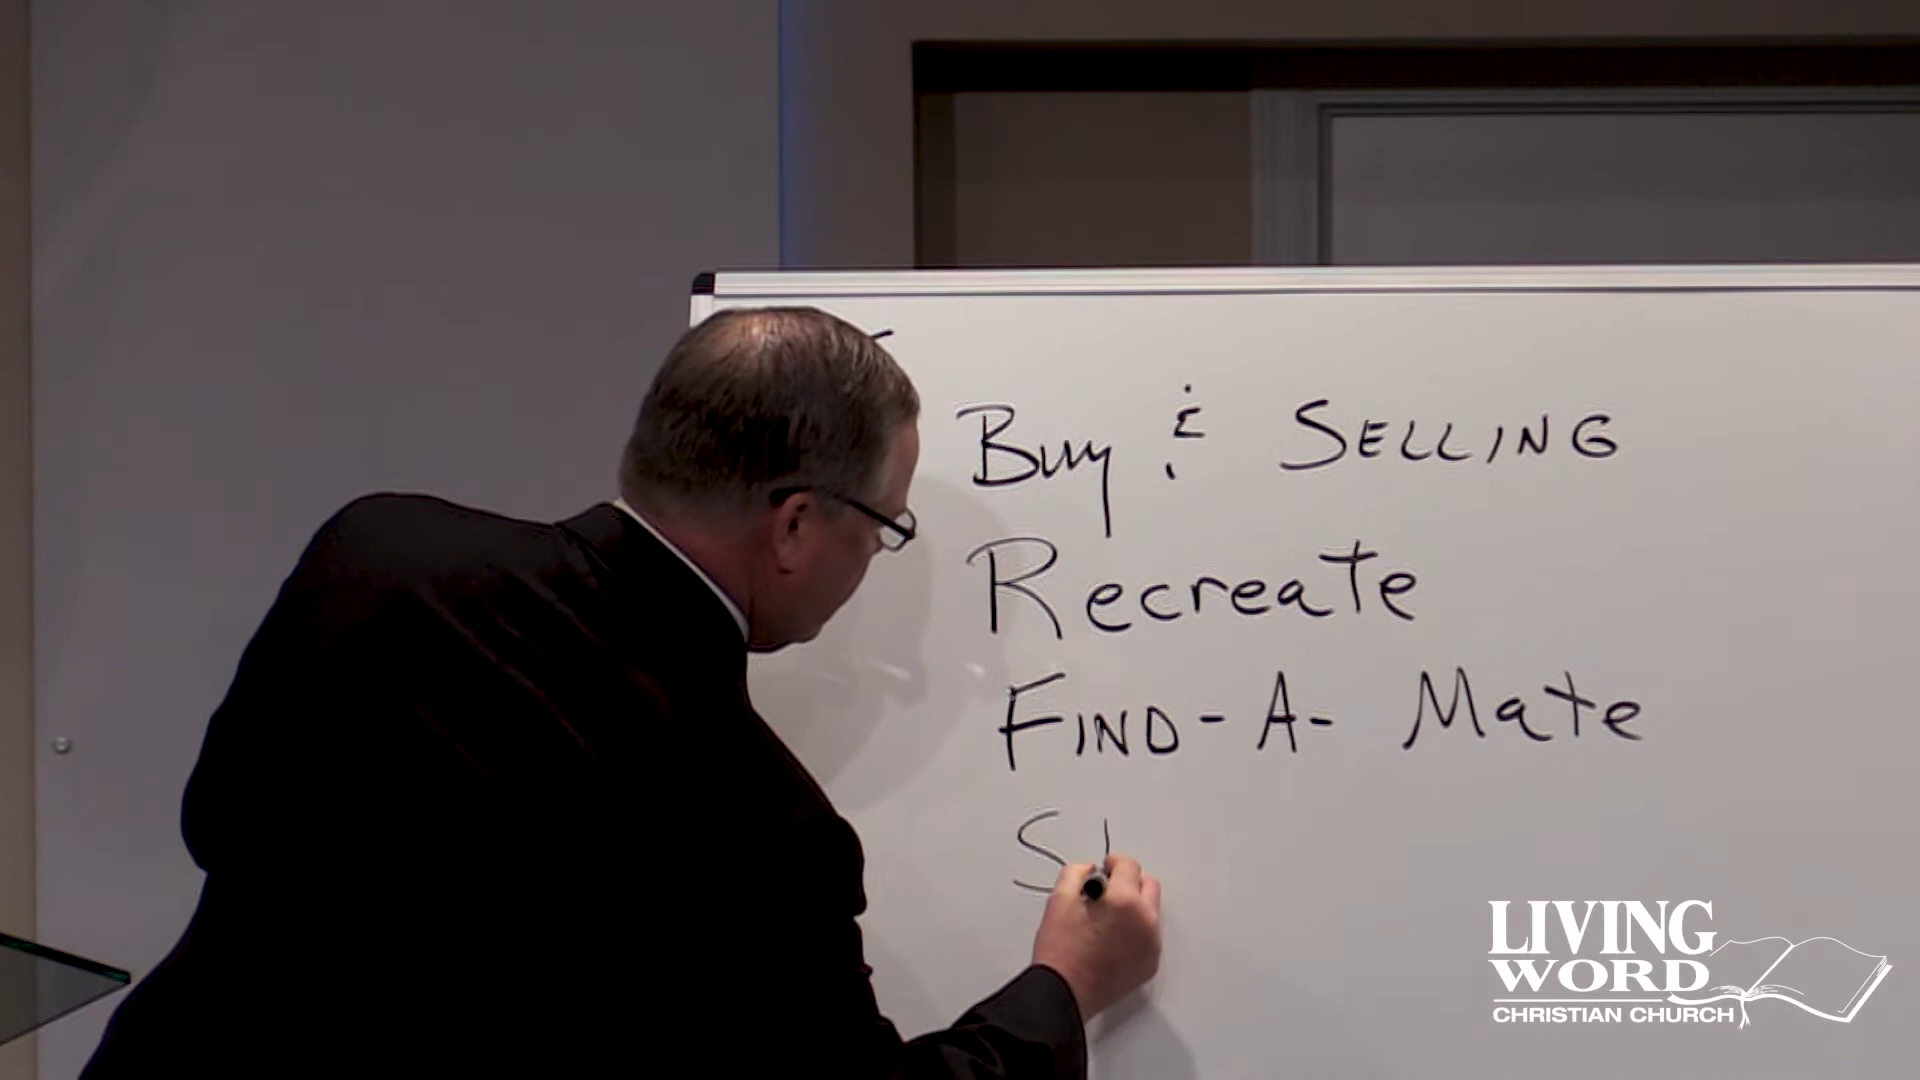 Buy & SELLING
Recreate
FIND-A- Mate
S
LIVING
WORD
CHRISTIAN CHURCH